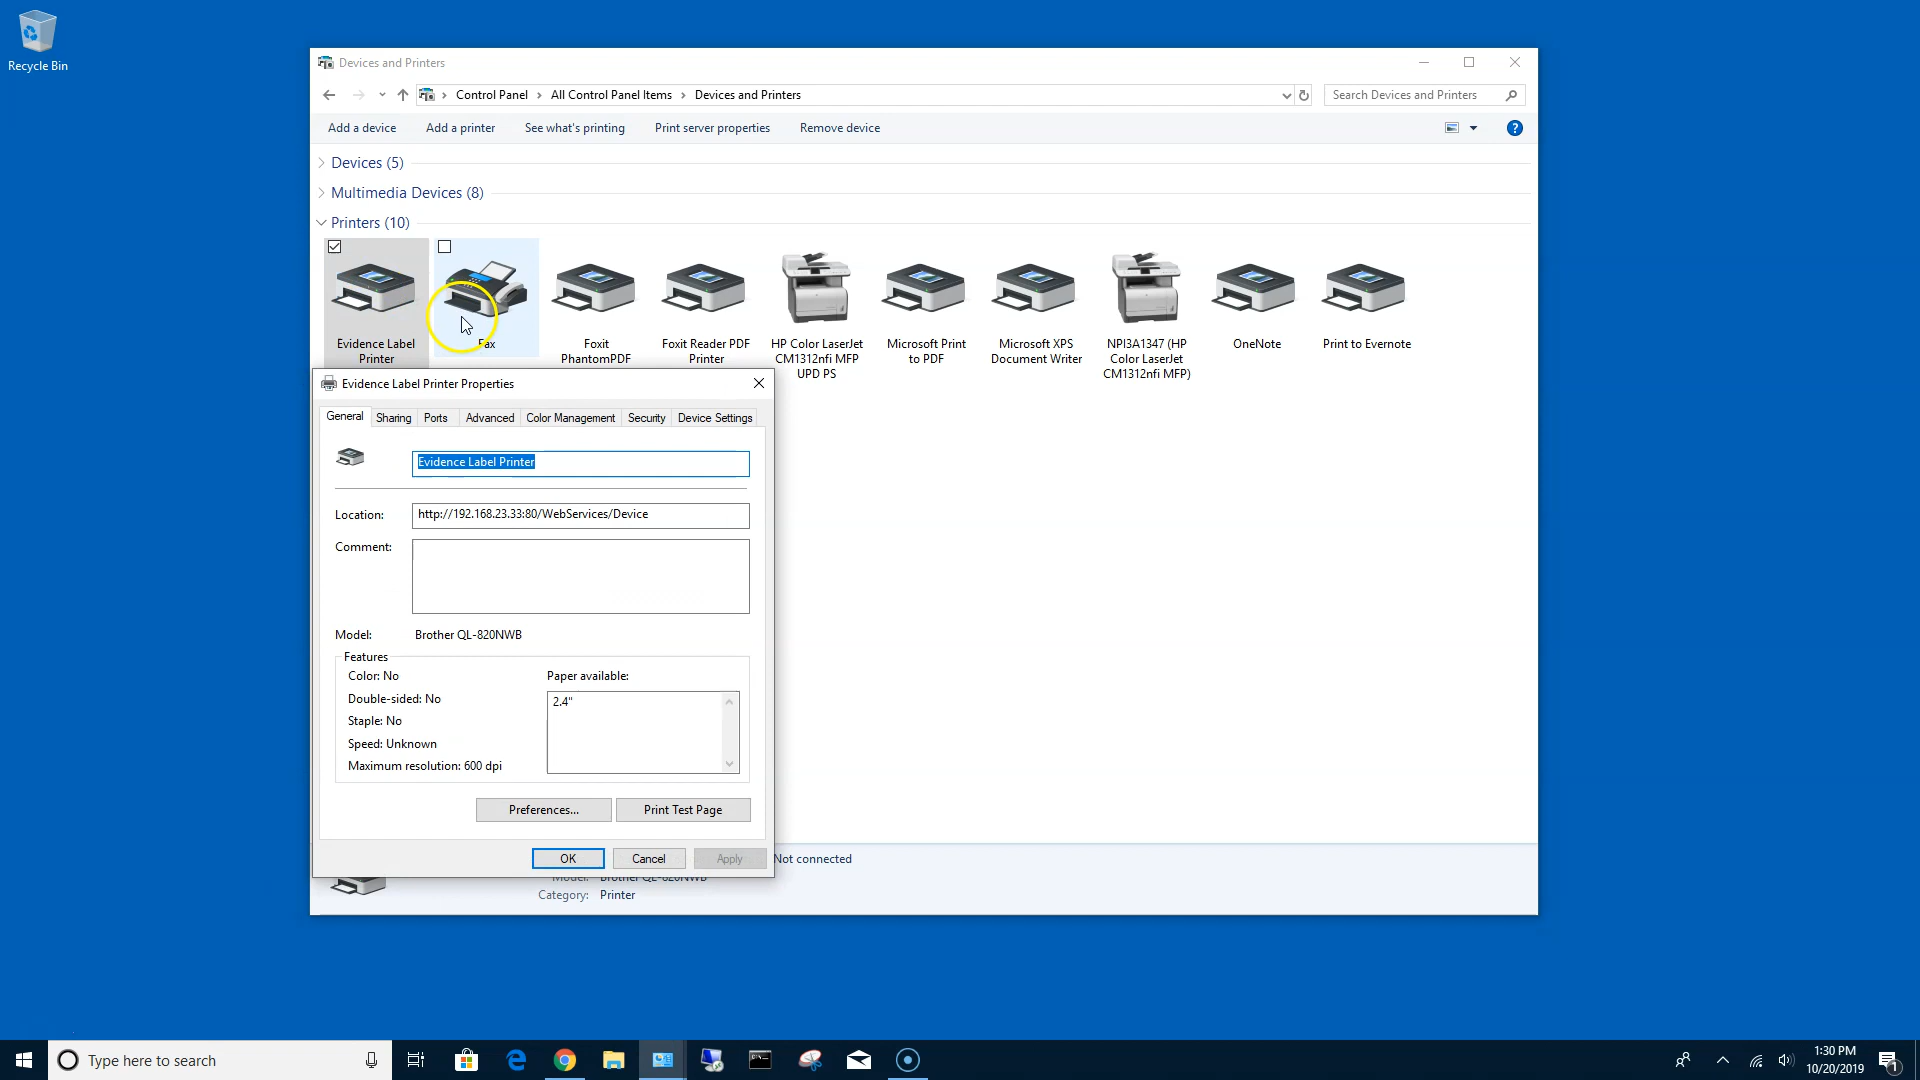 Recycle Bin
Devices and Printers
Control Panel > All Control Panel Items > Devices and Printers
Search Devices and Printers
Add a device Add a printer See what's printing Print server properties Remove device
?
Devices (5)
Multimedia Devices (8)
Printers (10)
Evidence Label
Printer
Fax
Foxit
PhantomPDF
Foxit Reader PDF
Printer
HP Color LaserJet
CM1312nfi MFP
UPD PS
Microsoft Print
to PDF
Microsoft XPS
Document Writer
NPI3A1347 (HP
Color LaserJet
CM1312nfi MFP)
OneNote
Print to Evernote
Evidence Label Printer Properties
General Sharing Ports Advanced Color Management Security Device Settings
Evidence Label Printer
Location: http://192.168.23.33:80/WebServices/Device
Comment:
Model: Brother QL-820NWB
Features
Color: No
Double-sided: No
Staple: No
Speed: Unknown
Maximum resolution: 600 dpi
Paper available:
2.4"
Preferences... Print Test Page
OK Cancel Apply
Not connected
Model: Brother QL-820NWB
Category: Printer
Type here to search
1:30 PM
10/20/2019
1